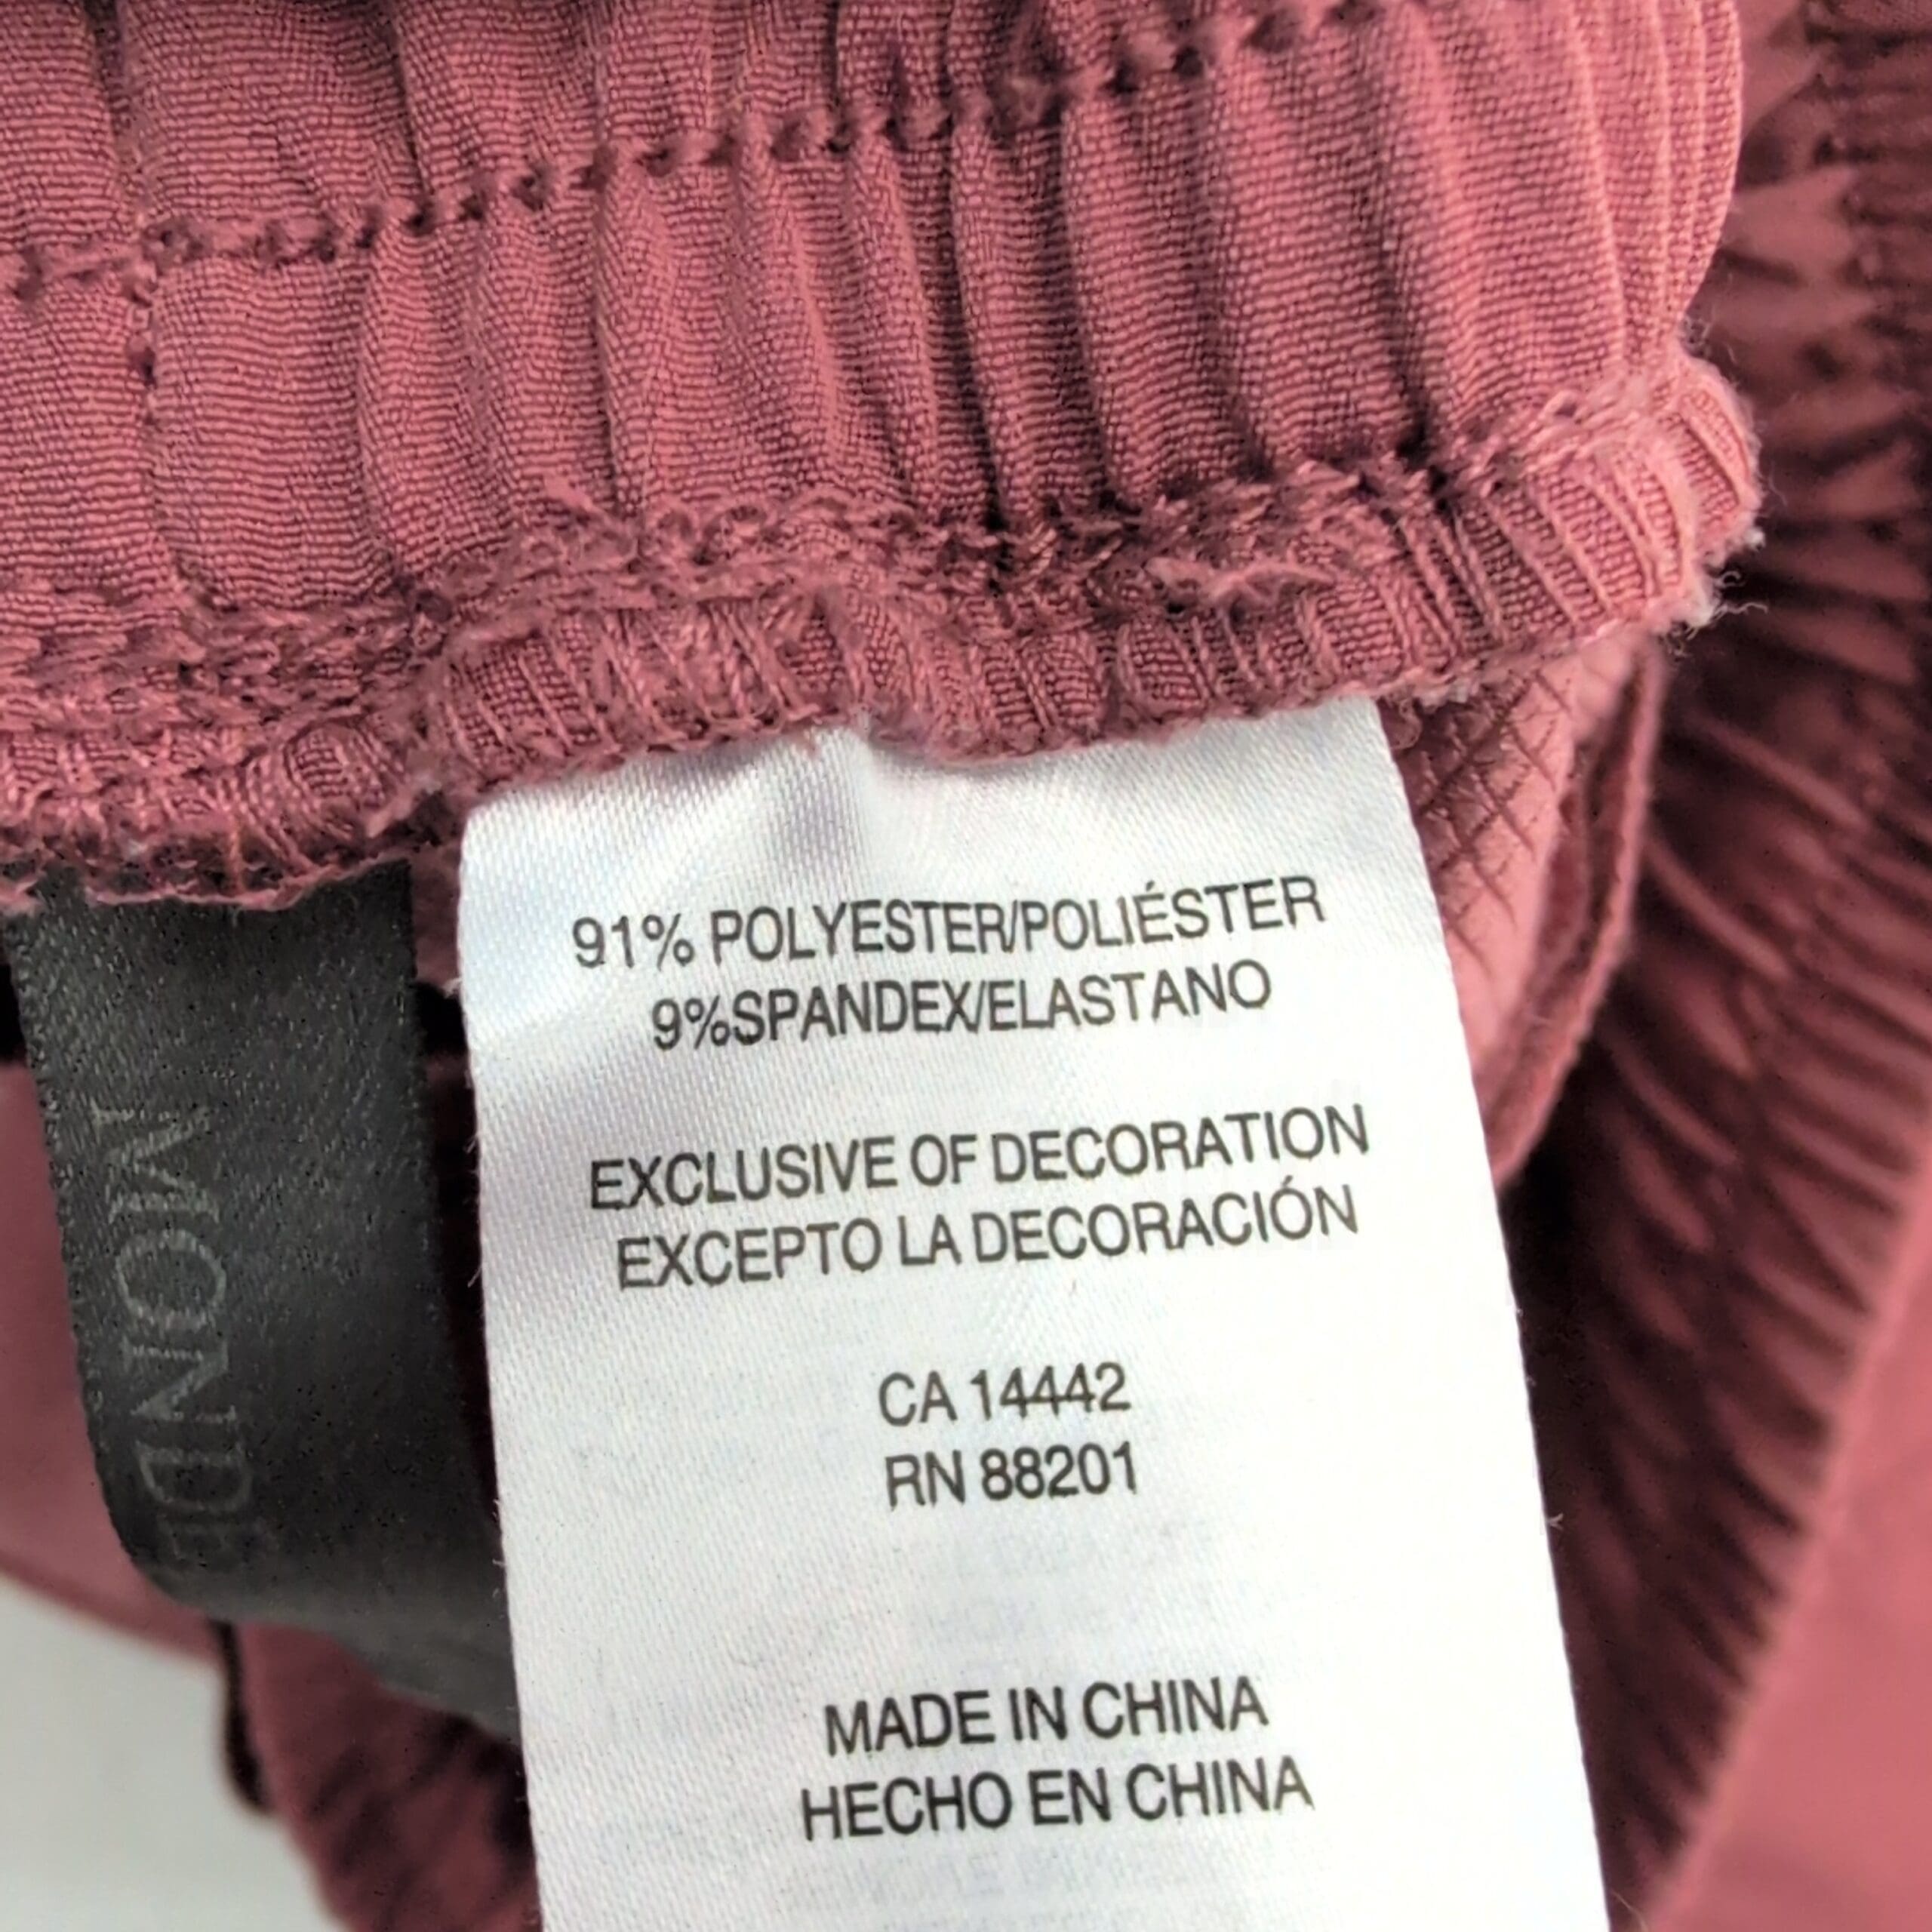 91% POLYESTER/POLIÉSTER
9%SPANDEX/ELASTANO
EXCLUSIVE OF DECORATION
EXCEPTO LA DECORACIÓN
CA 14442
RN 88201
MADE IN CHINA
HECHO EN CHINA
MONDE